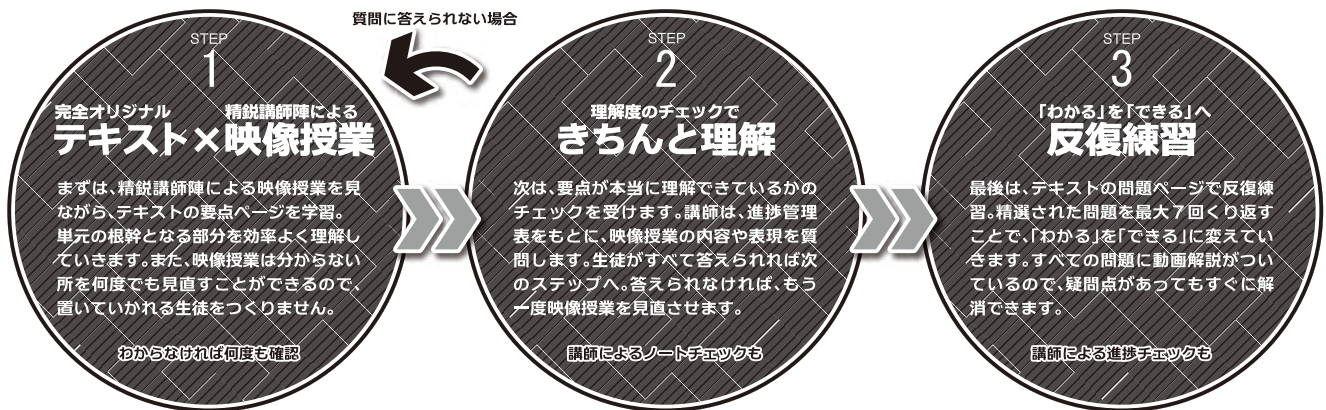 質問に答えられない場合
STEP
1
完全オリジナル 精鋭講師陣による
テキスト×映像授業
まずは、精鋭講師陣による映像授業を見
ながら、テキストの要点ページを学習。
単元の根幹となる部分を効率よく理解し
ていきます。また、映像授業は分からない
所を何度でも見直すことができるので、
置いていかれる生徒をつくりません。
わからなければ何度も確認
STEP
2
理解度のチェックで
きちんと理解
次は、要点が本当に理解できているかの
チェックを受けます。講師は、進捗管理
表をもとに、映像授業の内容や表現を質
問します。生徒がすべて答えられれば次
のステップへ。答えられなければ、もう
一度映像授業を見直させます。
講師によるノートチェックも
STEP
3
「わかる」を「できる」へ
反復練習
最後は、テキストの問題ページで反復練
習。精選された問題を最大7回くり返す
ことで、「わかる」を「できる」に変えてい
きます。すべての問題に動画解説がつい
ているので、疑問点があってもすぐに解
消できます。
講師による進捗チェックも